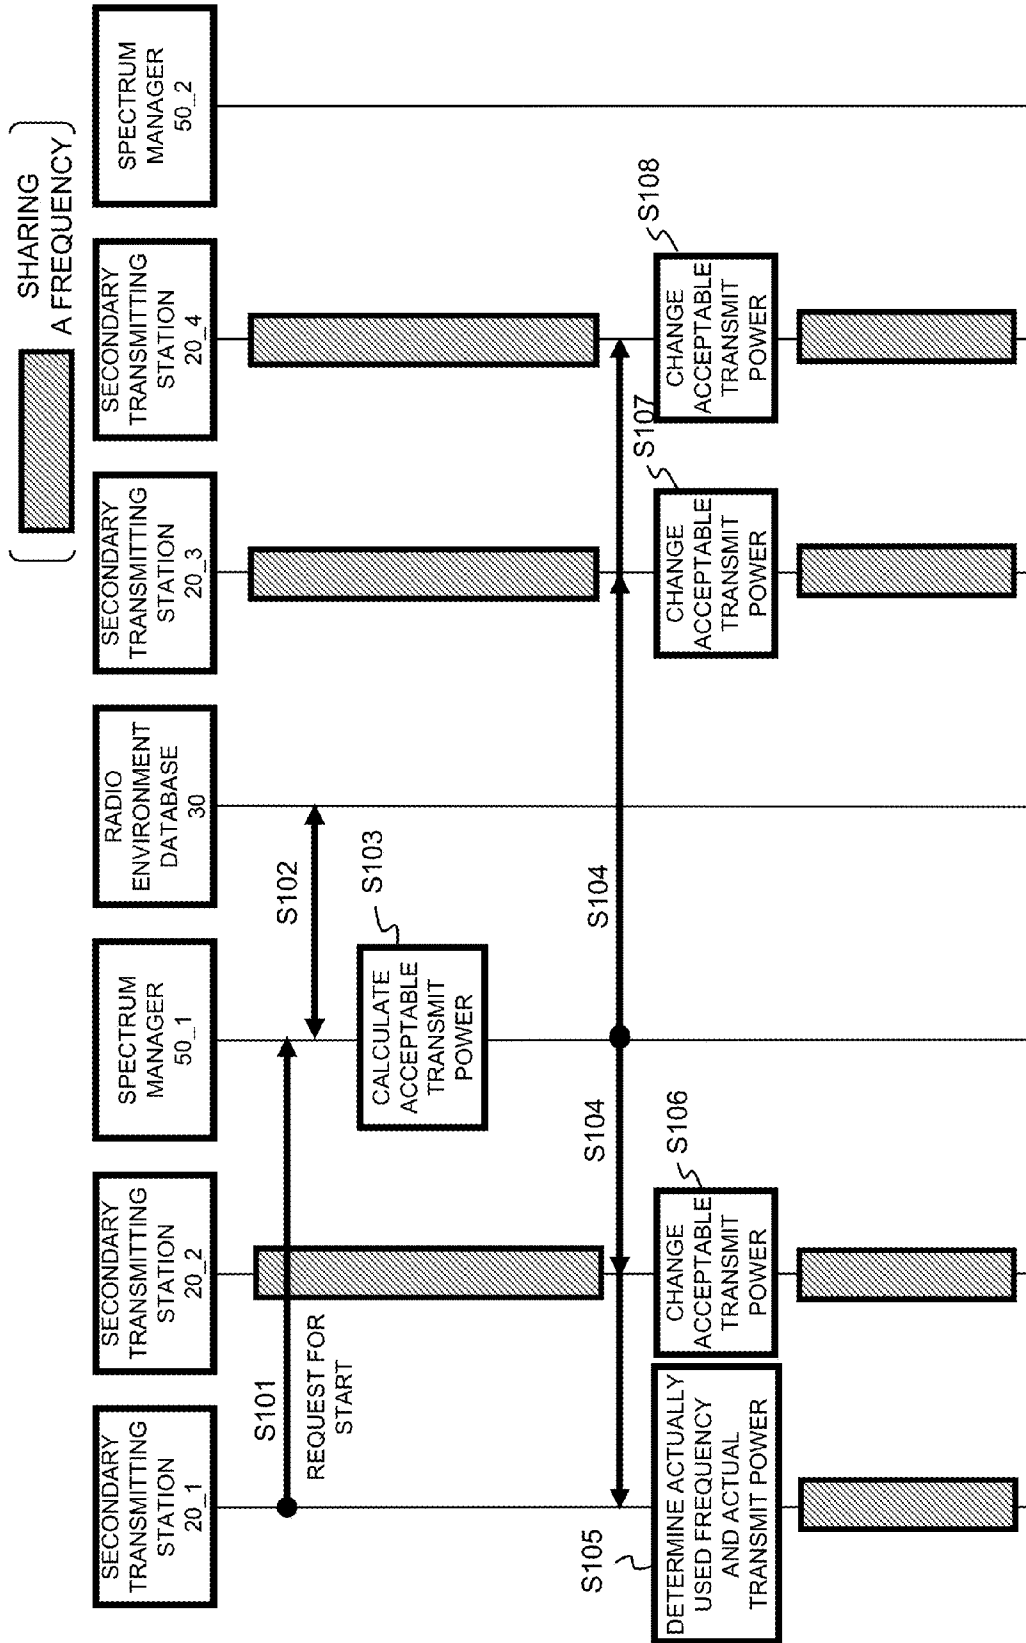 SHARING
A FREQUENCY
SECONDARY
TRANSMITTING
STATION
20_1
SECONDARY
TRANSMITTING
STATION
20_2
SPECTRUM
MANAGER
50_1
RADIO
ENVIRONMENT
DATABASE
30
SECONDARY
TRANSMITTING
STATION
20_3
SECONDARY
TRANSMITTING
STATION
20_4
SPECTRUM
MANAGER
50_2
S101
REQUEST FOR
START
S102
S103
CALCULATE
ACCEPTABLE
TRANSMIT
POWER
S104
S104
S105
DETERMINE ACTUALLY
USED FREQUENCY
AND ACTUAL
TRANSMIT POWER
S106
CHANGE
ACCEPTABLE
TRANSMIT
POWER
S107
CHANGE
ACCEPTABLE
TRANSMIT
POWER
S108
CHANGE
ACCEPTABLE
TRANSMIT
POWER